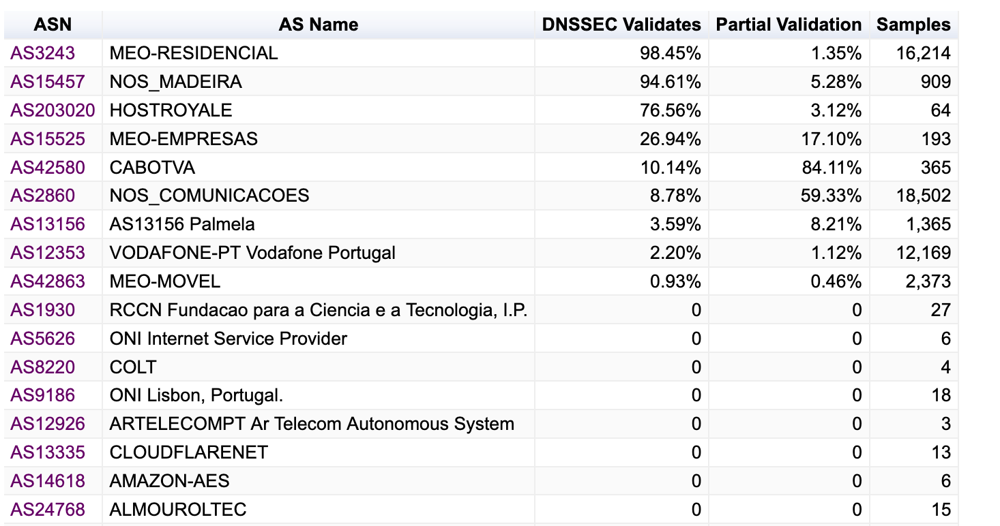 ASN AS Name DNSSEC Validates Partial Validation Samples
AS3243 MEO-RESIDENCIAL 98.45% 1.35% 16,214
AS15457 NOS_MADEIRA 94.61% 5.28% 909
AS203020 HOSTROYALE 76.56% 3.12% 64
AS15525 MEO-EMPRESAS 26.94% 17.10% 193
AS42580 CABOTVA 10.14% 84.11% 365
AS2860 NOS_COMUNICACOES 8.78% 59.33% 18,502
AS13156 AS13156 Palmela 3.59% 8.21% 1,365
AS12353 VODAFONE-PT Vodafone Portugal 2.20% 1.12% 12,169
AS42863 MEO-MOVEL 0.93% 0.46% 2,373
AS1930 RCCN Fundacao para a Ciencia e a Tecnologia, I.P. 0 0 27
AS5626 ONI Internet Service Provider 0 0 6
AS8220 COLT 0 0 4
AS9186 ONI Lisbon, Portugal. 0 0 18
AS12926 ARTELECOMPT Ar Telecom Autonomous System 0 0 3
AS13335 CLOUDFLARENET 0 0 13
AS14618 AMAZON-AES 0 0 6
AS24768 ALMOUROLTEC 0 0 15